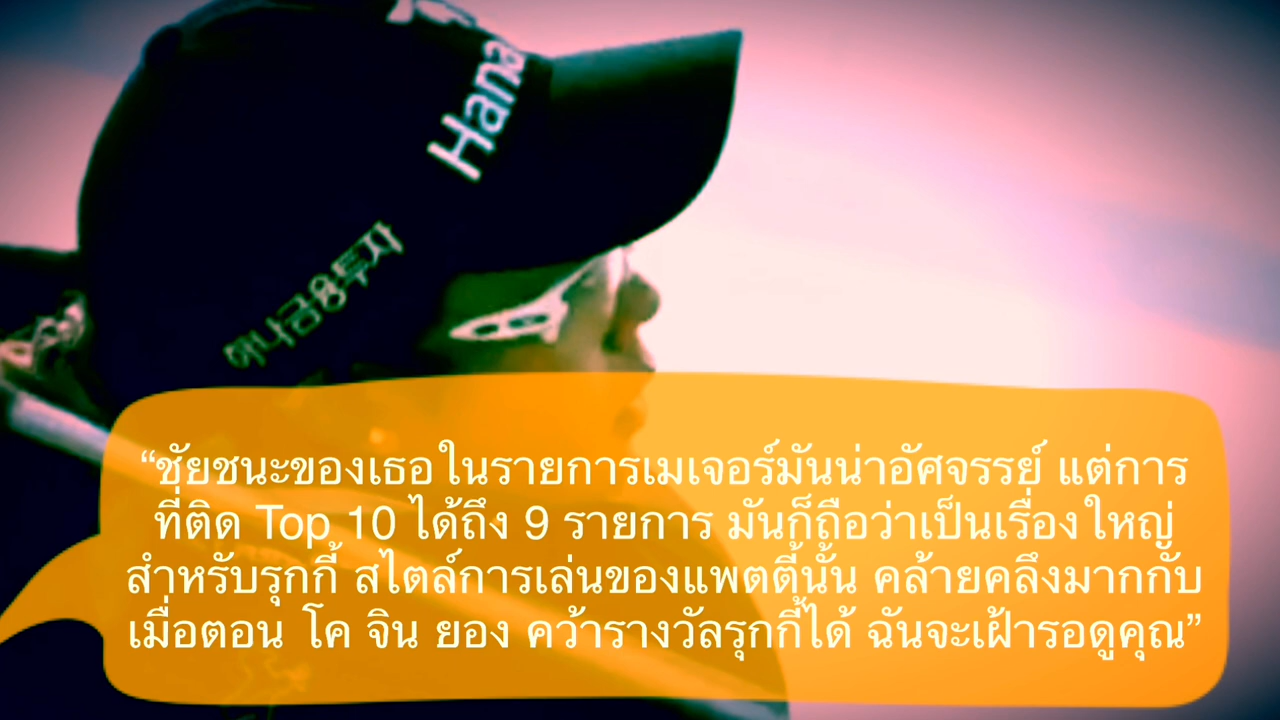 Hana
하나금융투자
“ชัยชนะของเธอในรายการเมเจอร์มันน่าอัศจรรย์ แต่การ
ที่ติด Top 10 ได้ถึง 9 รายการ มันก็ถือว่าเป็นเรื่องใหญ่
สำหรับรุกกี้ สไตล์การเล่นของแพตตี้นั้น คล้ายคลึงมากกับ
เมื่อตอน โค จิน ยอง คว้ารางวัลรุกกี้ได้ ฉันจะเฝ้ารอดูคุณ”